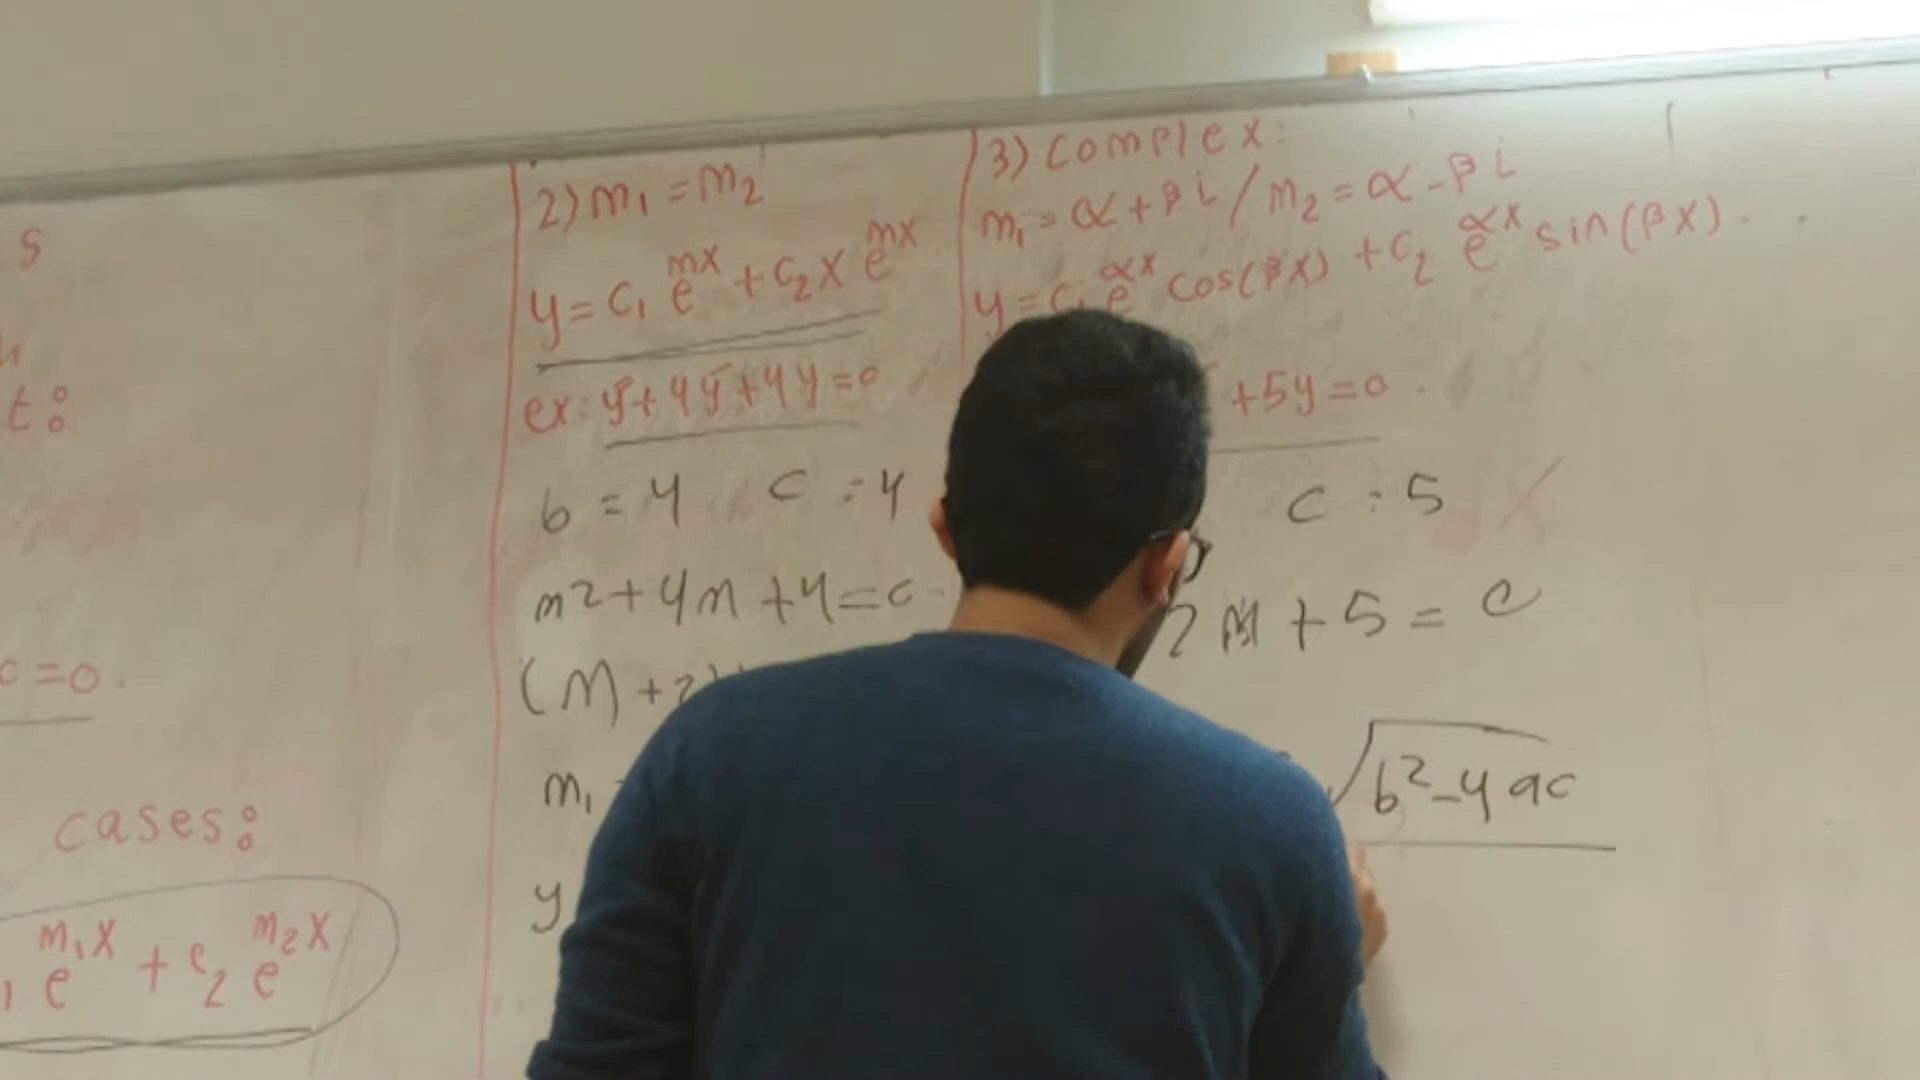 s
t:
c=0.
cases:
e^m₁x + c₂ e^m₂x
2) m₁ = m₂
y = c₁ e^mx + c₂ x e^mx
ex: y̎ + 4y̍ + 4y = 0
b = 4 c = 4
m² + 4m + 4 = 0
(m + 2)
m₁
y
3) complex:
m₁ = α + βi / m₂ = α - βi
y = c₁ e^αx cos(βx) + c₂ e^αx sin(βx).
+ 5y = 0.
c = 5
2m + 5 = 0
√b² - 4ac